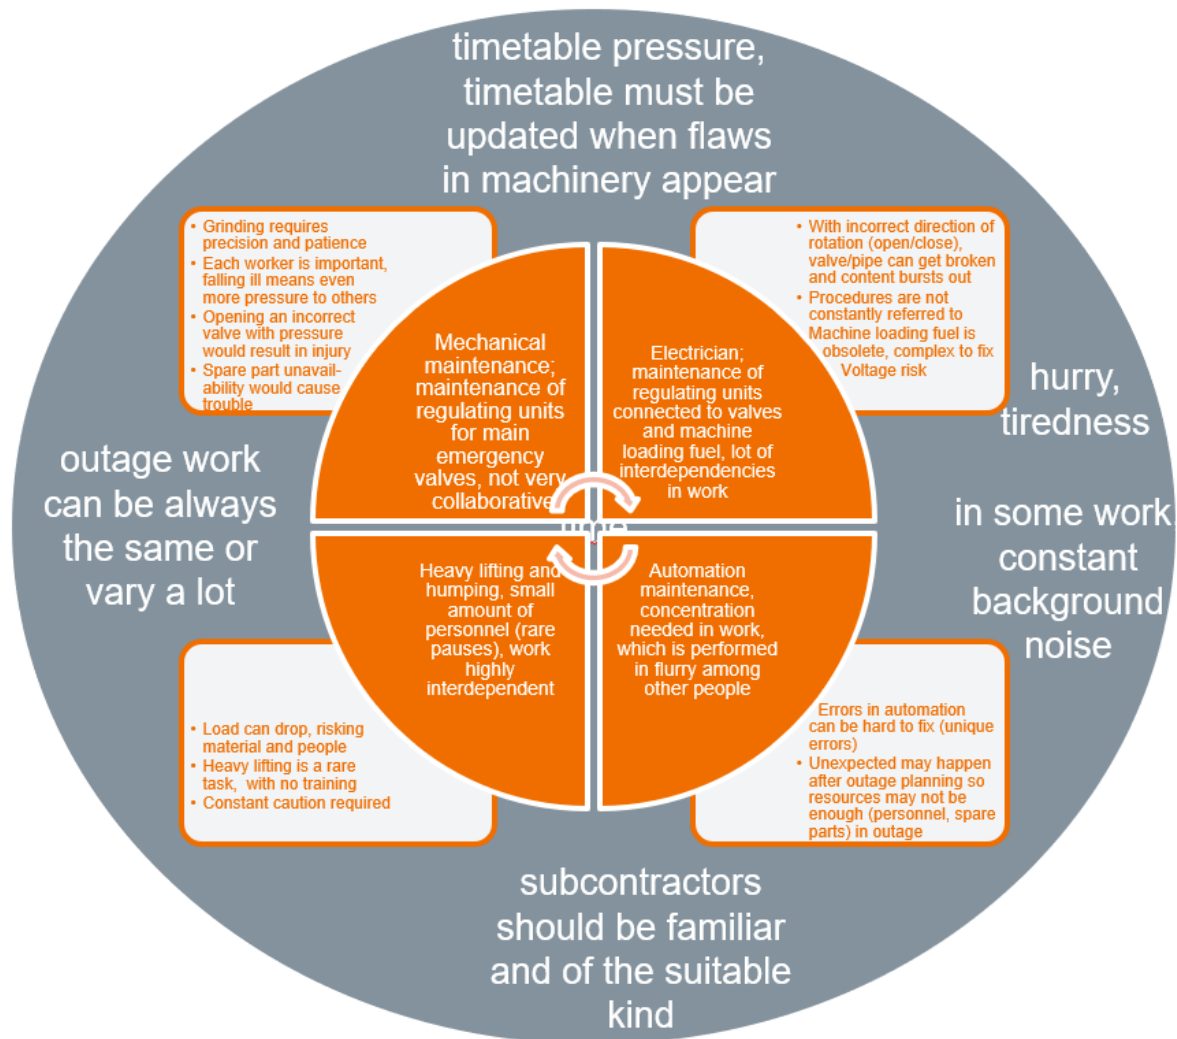 timetable pressure,
timetable must be
updated when flaws
in machinery appear
• Grinding requires
precision and patience
• Each worker is important,
falling ill means even
more pressure to others
• Opening an incorrect
valve with pressure
would result in injury
• Spare part unavail-
ability would cause
trouble
• With incorrect direction of
rotation (open/close),
valve/pipe can get broken
and content bursts out
• Procedures are not
constantly referred to
Machine loading fuel is
obsolete, complex to fix
Voltage risk
Mechanical
maintenance;
maintenance of
regulating units
for main
emergency
valves, not very
collaborative
Electrician;
maintenance of
regulating units
connected to valves
and machine
loading fuel, lot of
interdependencies
in work
hurry,
tiredness
outage work
can be always
the same or
vary a lot
in some work,
constant
background
noise
time
Heavy lifting and
humping, small
amount of
personnel (rare
pauses), work
highly
interdependent
Automation
maintenance,
concentration
needed in work,
which is performed
in flurry among
other people
• Load can drop, risking
material and people
• Heavy lifting is a rare
task, with no training
• Constant caution required
Errors in automation
can be hard to fix (unique
errors)
• Unexpected may happen
after outage planning so
resources may not be
enough (personnel, spare
parts) in outage
subcontractors
should be familiar
and of the suitable
kind